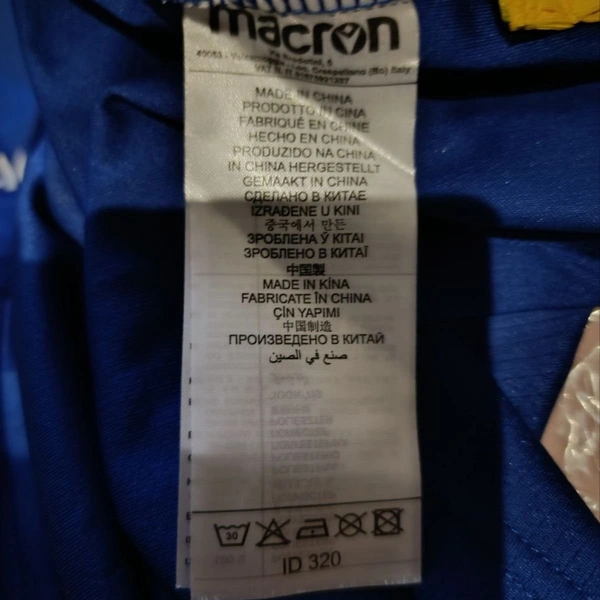 macron
MADE IN CHINA
PRODOTTO IN CINA
FABRIQUÉ EN CHINE
HECHO EN CHINA
PRODUZIDO NA CHINA
IN CHINA HERGESTELLT
GEMAAKT IN CHINA
СДЕЛАНО В КИТАЕ
IZRAĐENE U KINI
중국에서 만든
ЗРОБЛЕНА Ў КІТАІ
ЗРОБЛЕНО В КИТАЇ
中国製
MADE IN KÍNA
FABRICATE ÎN CHINA
ÇİN YAPIMI
中国制造
ПРОИЗВЕДЕНО В КИТАЙ
صنع في الصين
30
ID 320